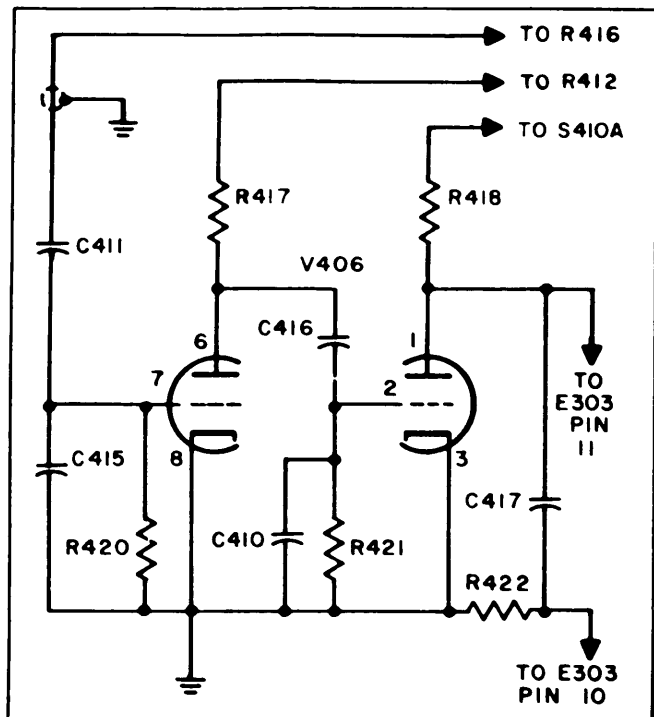 TO R416
TO R412
TO S410A
R417
R418
C411
V406
C416
6
1
7
2
TO
E303
PIN
11
8
3
C415
C417
R420
C410
R421
R422
TO E303
PIN 10